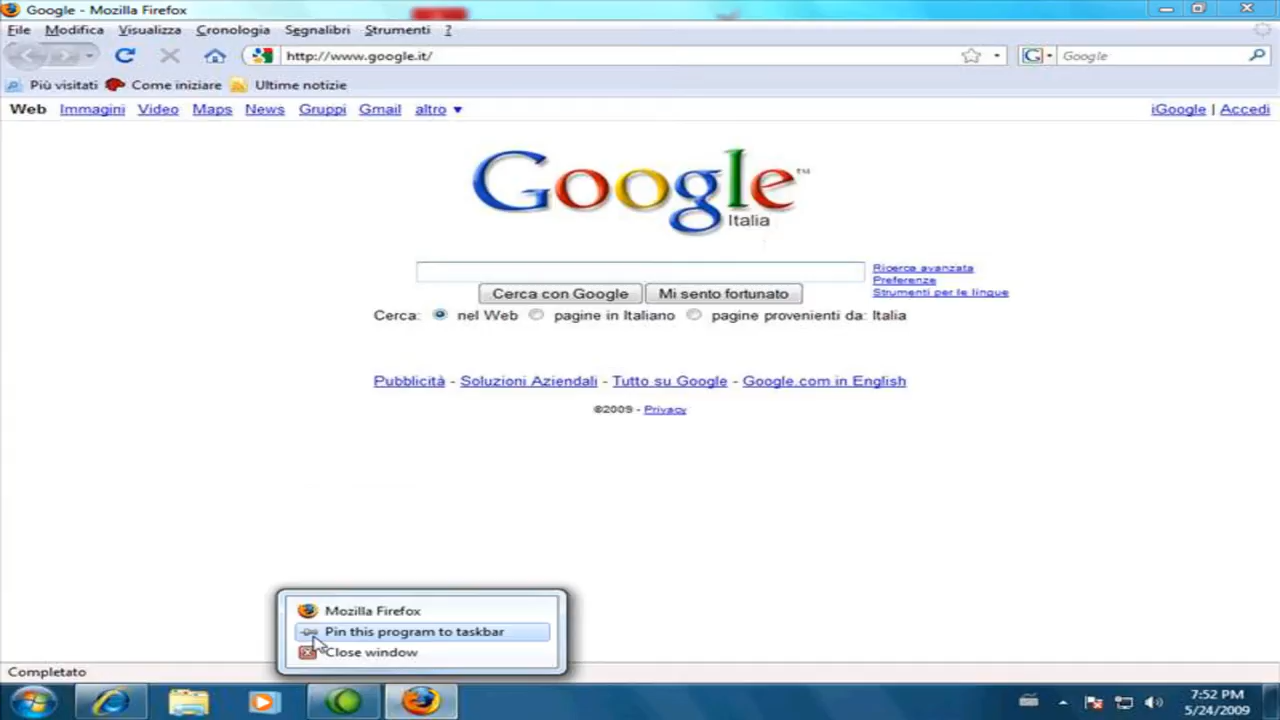 Google - Mozilla Firefox
File Modifica Visualizza Cronologia Segnalibri Strumenti ?
http://www.google.it/ G Google
Più visitati Come iniziare Ultime notizie
Web Immagini Video Maps News Gruppi Gmail altro ▼ iGoogle | Accedi
Google™
Italia
Ricerca avanzata
Preferenze
Cerca con Google Mi sento fortunato Strumenti per le lingue
Cerca: nel Web pagine in Italiano pagine provenienti da: Italia
Pubblicità - Soluzioni Aziendali - Tutto su Google - Google.com in English
©2009 - Privacy
Mozilla Firefox
Pin this program to taskbar
Close window
Completato
7:52 PM
5/24/2009